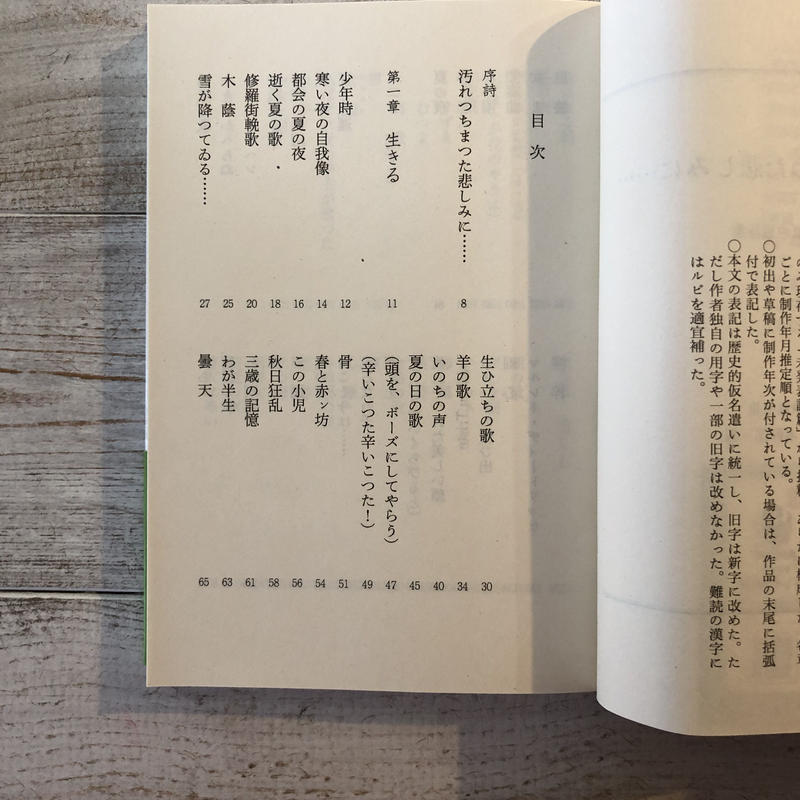 ごとに制作年月推定順となっている。
○初出や草稿に制作年次が付されている場合は、作品の末尾に括弧
付で表記した。
○本文の表記は歴史的仮名遣いに統一し、旧字は新字に改めた。た
だし作者独自の用字や一部の旧字は改めなかった。難読の漢字に
はルビを適宜補った。
目次
序詩
汚れつちまつた悲しみに…… 8
第一章 生きる 11
少年時 12
寒い夜の自我像 14
都会の夏の夜 16
逝く夏の歌 18
修羅街輓歌 20
木蔭 25
雪が降つてゐる…… 27
生ひ立ちの歌 30
羊の歌 34
いのちの声 40
夏の日の歌 45
(頭を、ボーズにしてやらう) 47
(辛いこつた辛いこつた!) 49
骨 51
春と赤ン坊 54
この小児 56
秋日狂乱 58
三歳の記憶 61
わが半生 63
曇天 65